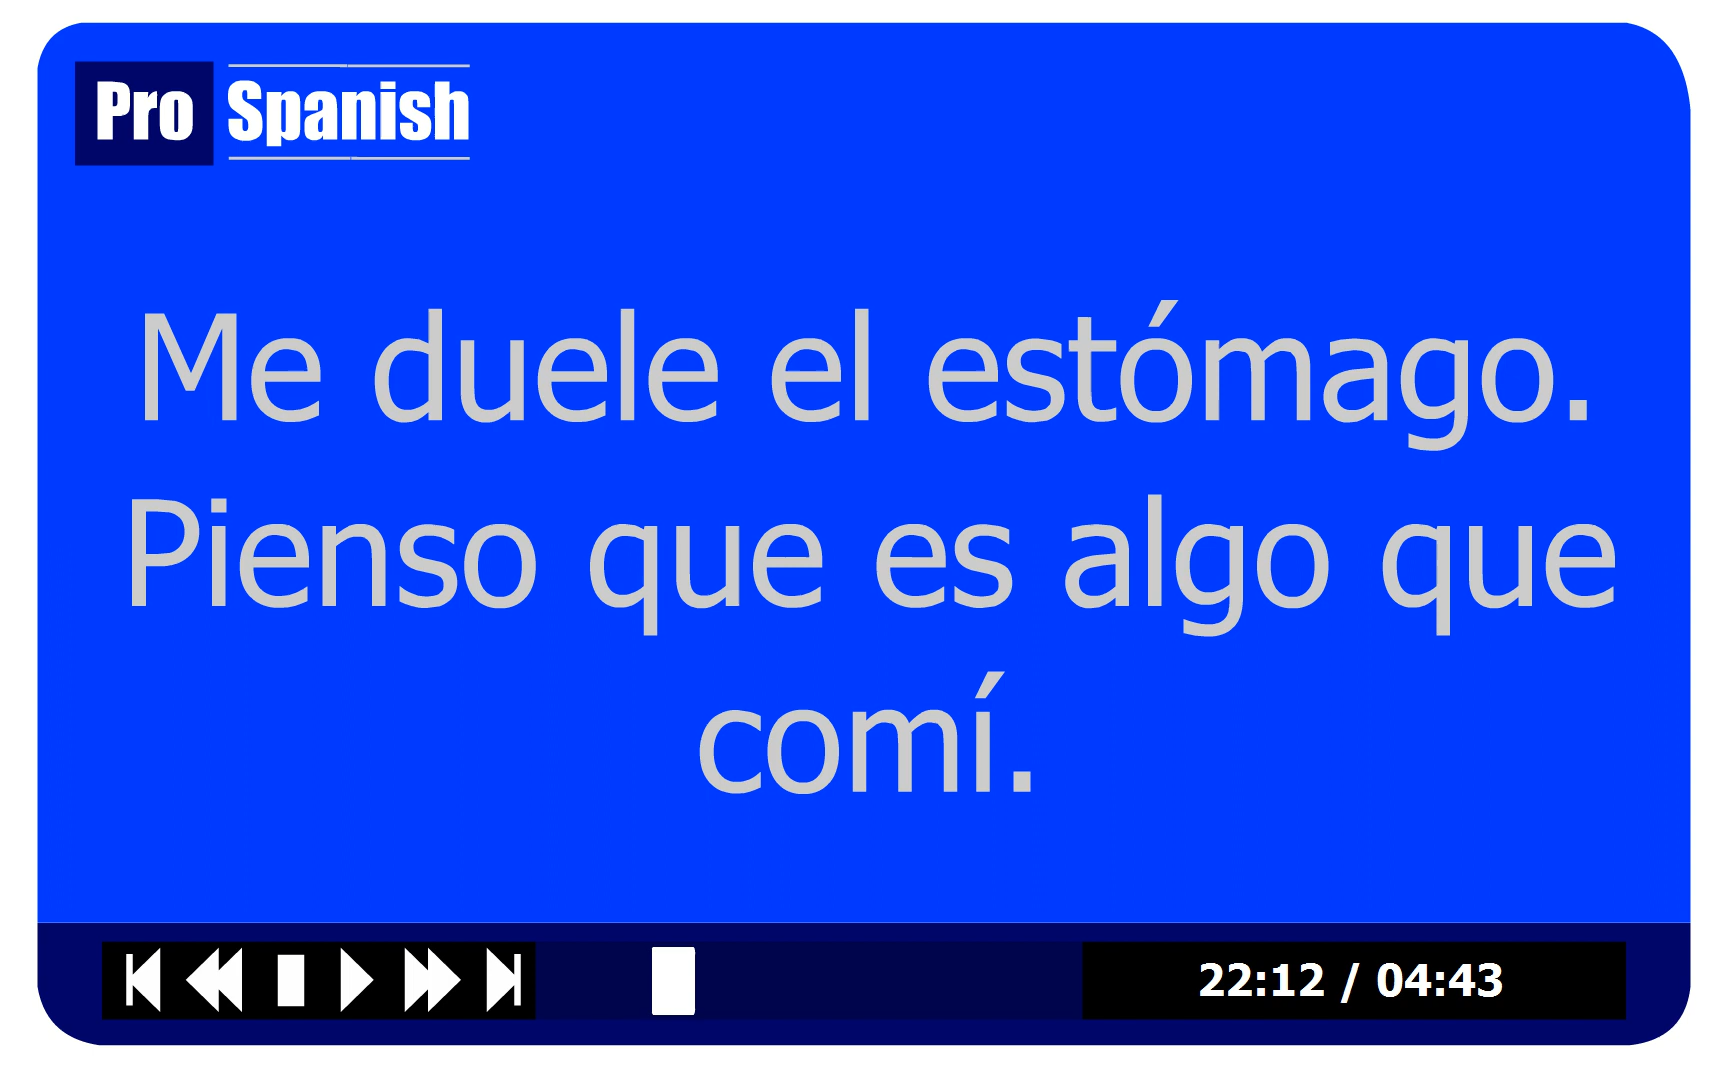 Pro Spanish
Me duele el estómago.
Pienso que es algo que
comí.
22:12 / 04:43